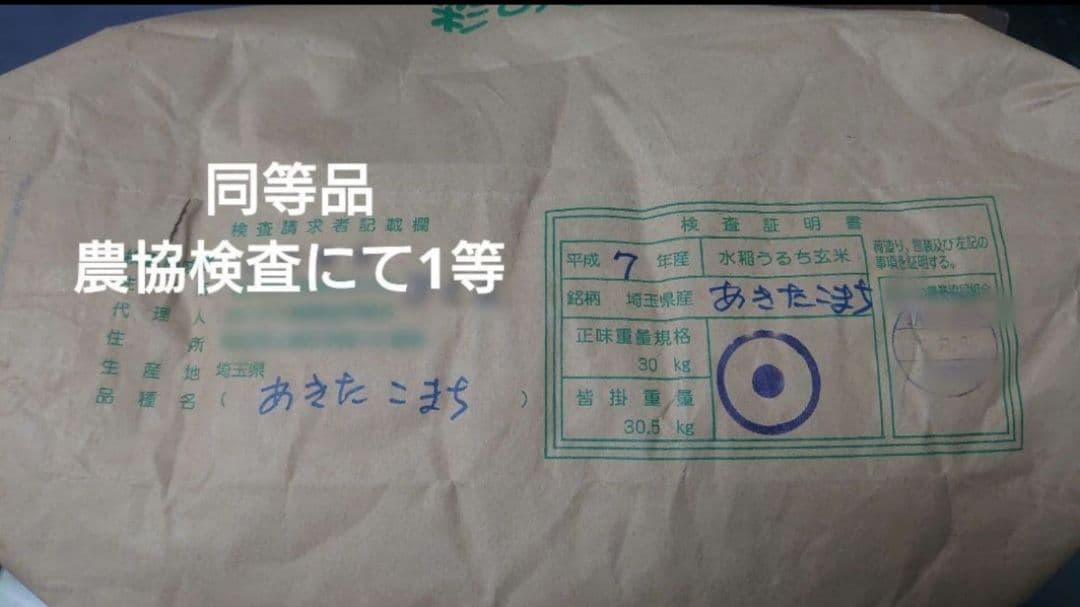 同等品
農協検査にて1等
検査請求者記載欄
代理人
住所
生産地 埼玉県
品種名（ あきたこまち ）
検査証明書
平成 7 年産 水稲うるち玄米
銘柄 埼玉県産 あきたこまち
正味重量規格
30 kg
皆掛重量
30.5 kg
荷造り、包装及び左記の
事項を証明する。